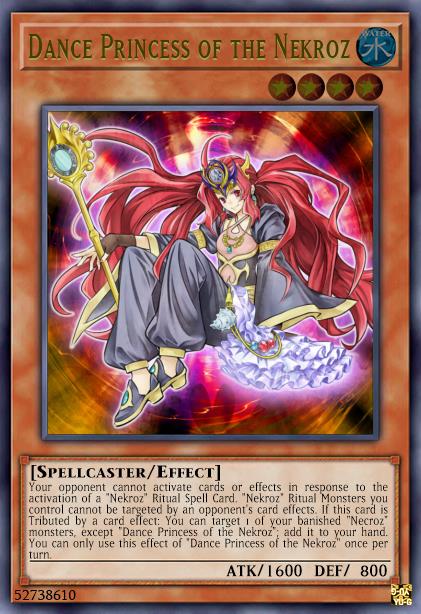 DANCE PRINCESS OF THE NEKROZ
WATER
水
[SPELLCASTER/EFFECT]
Your opponent cannot activate cards or effects in response to the
activation of a "Nekroz" Ritual Spell Card. "Nekroz" Ritual Monsters you
control cannot be targeted by an opponent's card effects. If this card is
Tributed by a card effect: You can target 1 of your banished "Necroz"
monsters, except "Dance Princess of the Nekroz"; add it to your hand.
You can only use this effect of "Dance Princess of the Nekroz" once per
turn.
ATK/1600 DEF/ 800
52738610